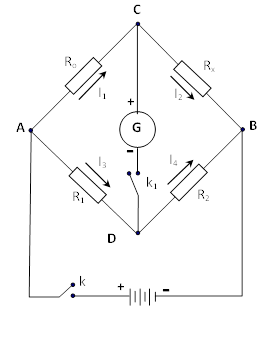 C
R₀
Rₓ
I₁
I₂
+
A
G
B
-
I₃
I₄
k₁
R₁
R₂
D
k
+
-